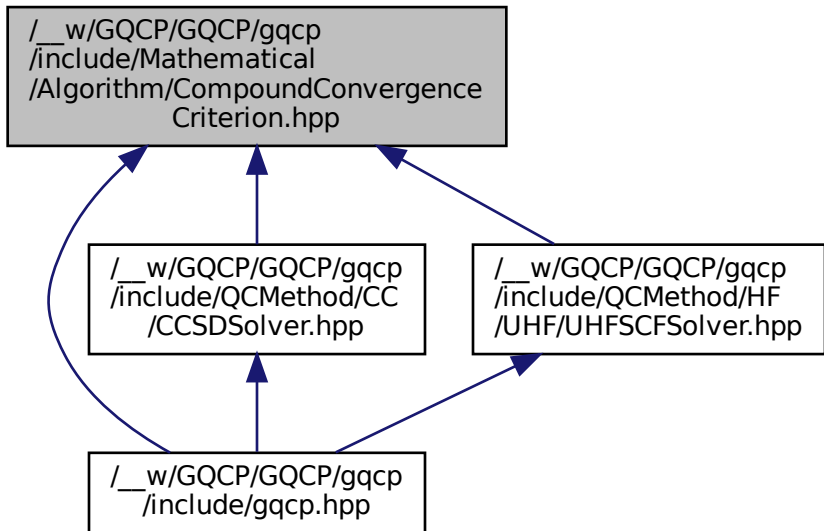 /__w/GQCP/GQCP/gqcp
/include/Mathematical
/Algorithm/CompoundConvergence
Criterion.hpp
/__w/GQCP/GQCP/gqcp
/include/QCMethod/CC
/CCSDSolver.hpp
/__w/GQCP/GQCP/gqcp
/include/QCMethod/HF
/UHF/UHFSCFSolver.hpp
/__w/GQCP/GQCP/gqcp
/include/gqcp.hpp